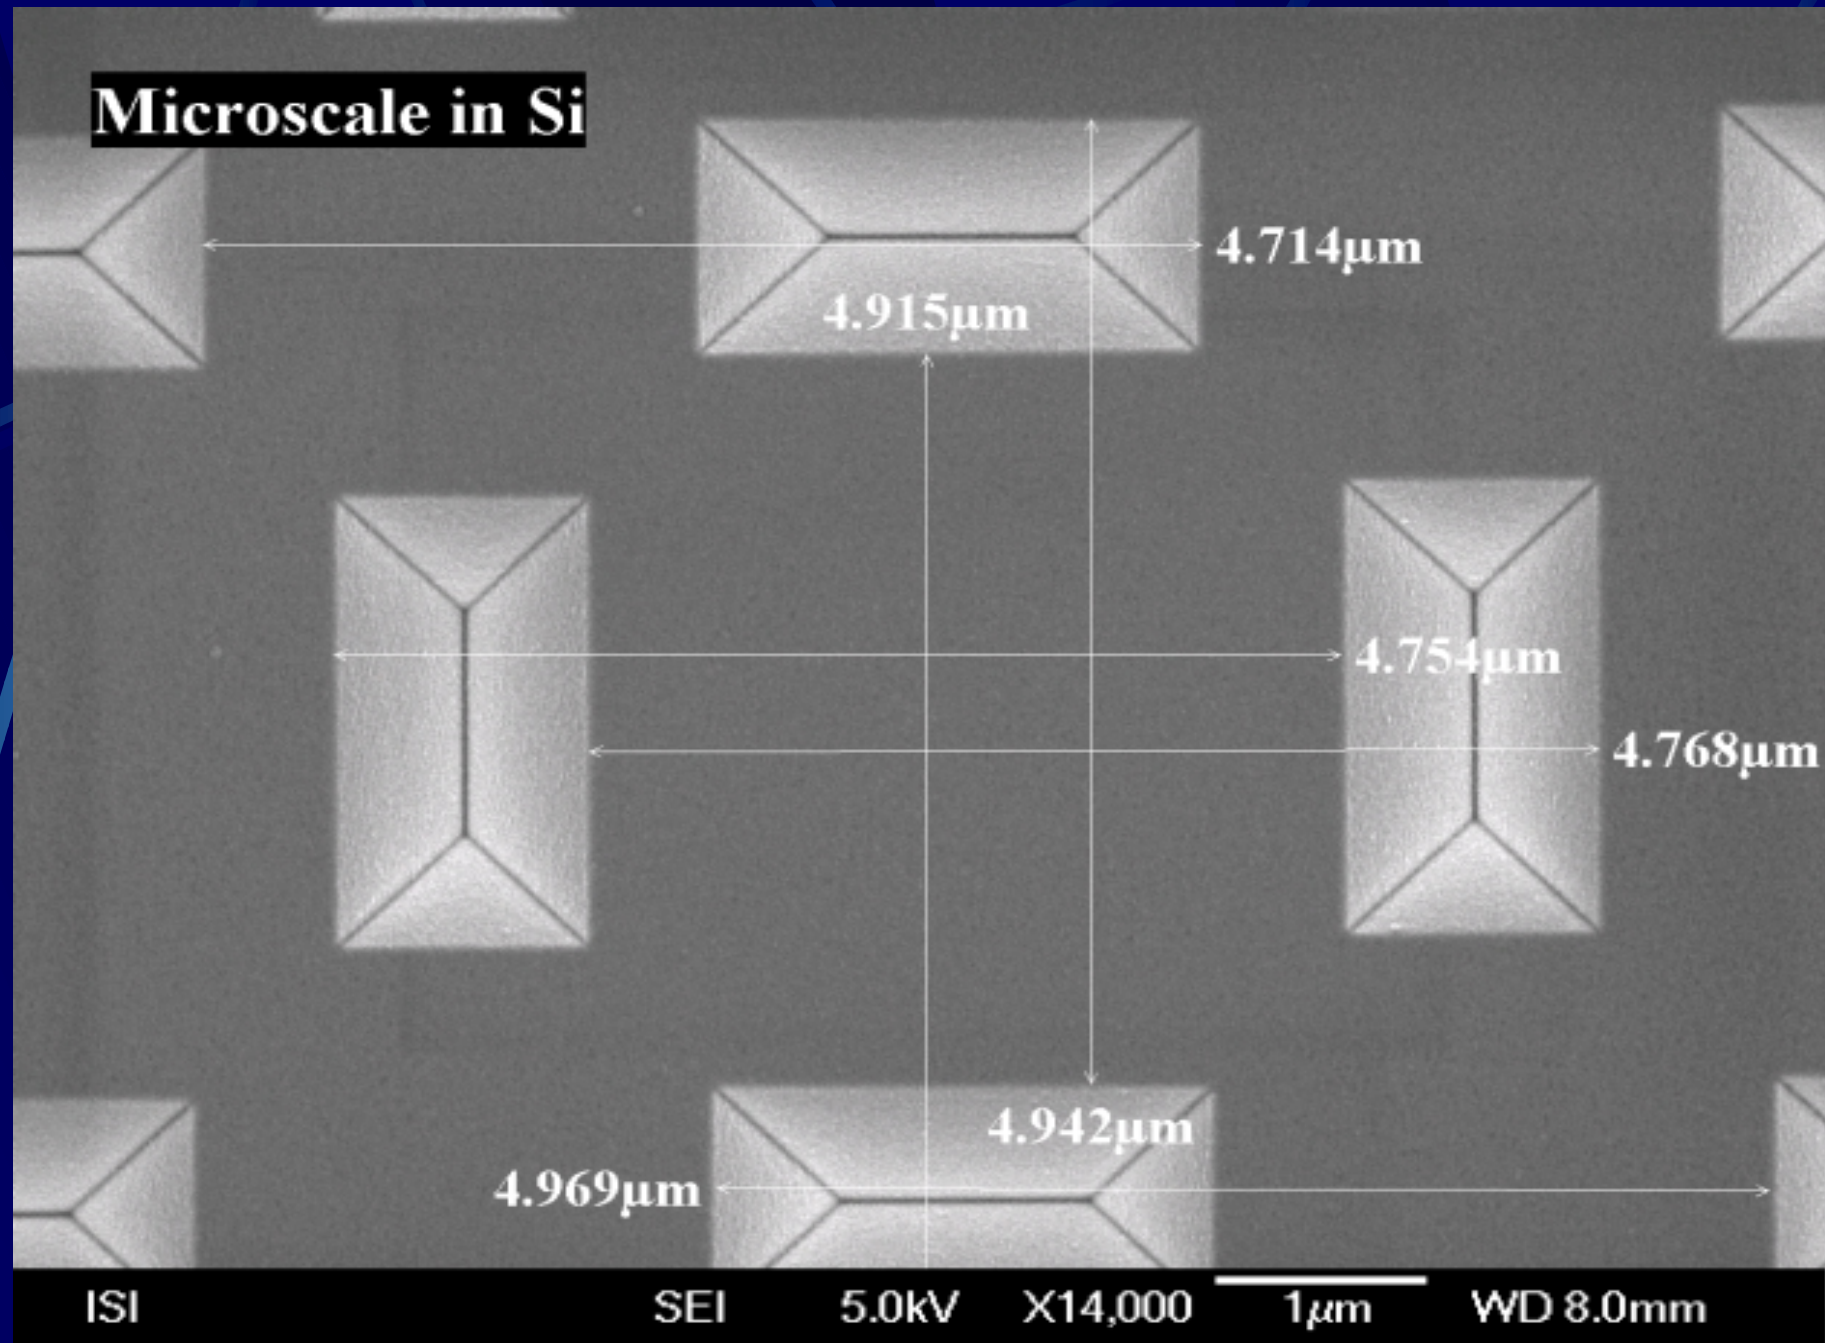 Microscale in Si
4.714μm
4.915μm
4.754μm
4.768μm
4.942μm
4.969μm
ISI SEI 5.0kV X14,000 1μm WD 8.0mm